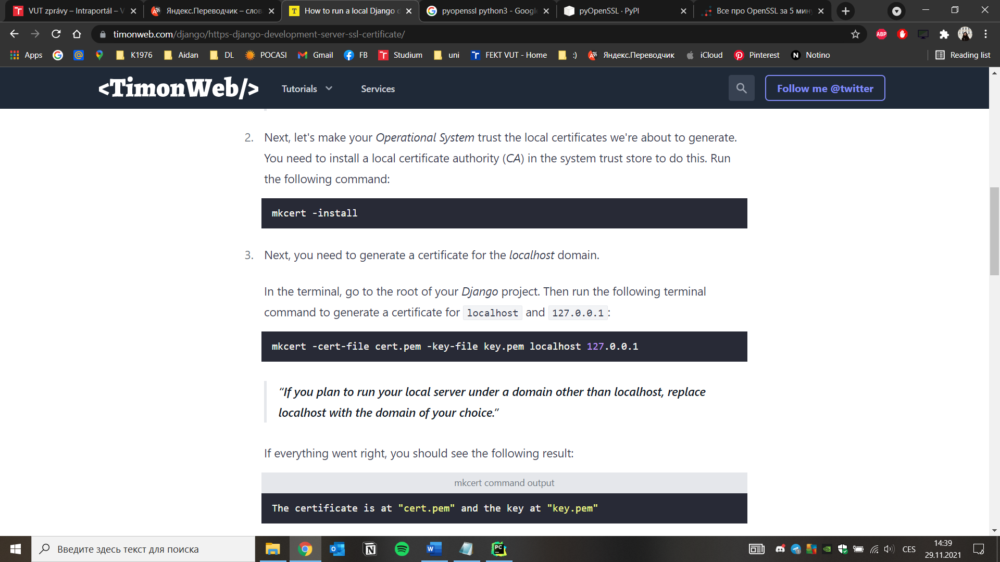 VUT zprávy – Intraportál – V
Яндекс.Переводчик – слов
How to run a local Django d
pyopenssl python3 - Googl
pyOpenSSL · PyPI
Все про OpenSSL за 5 мин
timonweb.com/django/https-django-development-server-ssl-certificate/
ABP
Apps
K1976
Aidan
DL
POCASI
Gmail
FB
Studium
uni
FEKT VUT - Home
:)
Яндекс.Переводчик
iCloud
Pinterest
Notino
Reading list
<TimonWeb/>
Tutorials
Services
Follow me @twitter
2. Next, let's make your Operational System trust the local certificates we're about to generate.
You need to install a local certificate authority (CA) in the system trust store to do this. Run
the following command:
mkcert -install
3. Next, you need to generate a certificate for the localhost domain.
In the terminal, go to the root of your Django project. Then run the following terminal
command to generate a certificate for localhost and 127.0.0.1:
mkcert -cert-file cert.pem -key-file key.pem localhost 127.0.0.1
“If you plan to run your local server under a domain other than localhost, replace
localhost with the domain of your choice.”
If everything went right, you should see the following result:
mkcert command output
The certificate is at "cert.pem" and the key at "key.pem"
Введите здесь текст для поиска
CES
14:39
29.11.2021